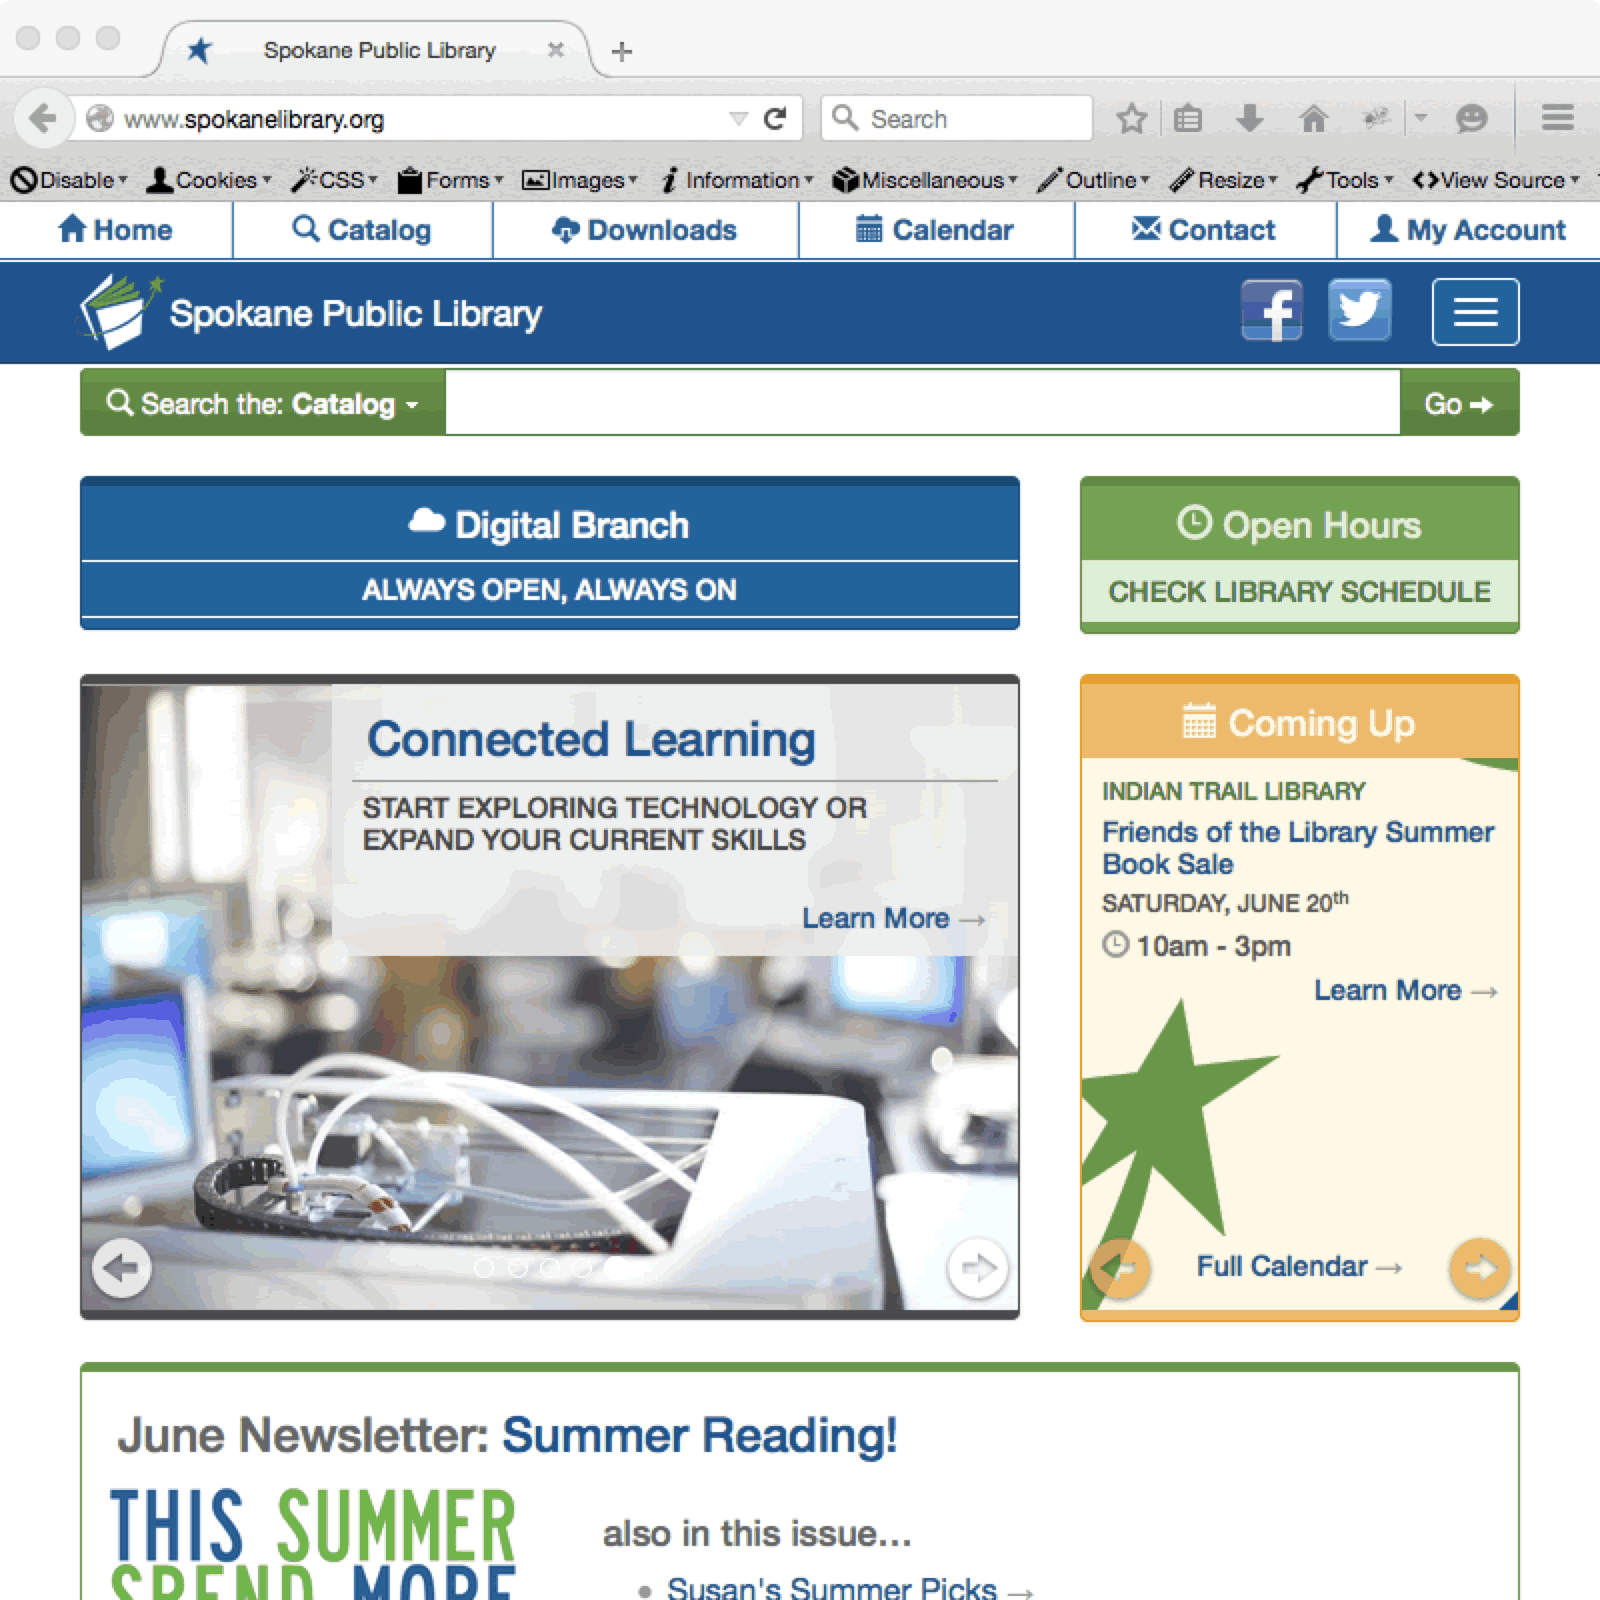 Spokane Public Library
www.spokanelibrary.org
Search
Disable Cookies CSS Forms Images Information Miscellaneous Outline Resize Tools View Source
Home Catalog Downloads Calendar Contact My Account
Spokane Public Library
Search the: Catalog
Go
Digital Branch
ALWAYS OPEN, ALWAYS ON
Open Hours
CHECK LIBRARY SCHEDULE
Connected Learning
START EXPLORING TECHNOLOGY OR
EXPAND YOUR CURRENT SKILLS
Learn More →
Coming Up
INDIAN TRAIL LIBRARY
Friends of the Library Summer
Book Sale
SATURDAY, JUNE 20th
10am - 3pm
Learn More →
Full Calendar →
June Newsletter: Summer Reading!
THIS SUMMER
SPEND MORE
also in this issue...
• Susan's Summer Picks →